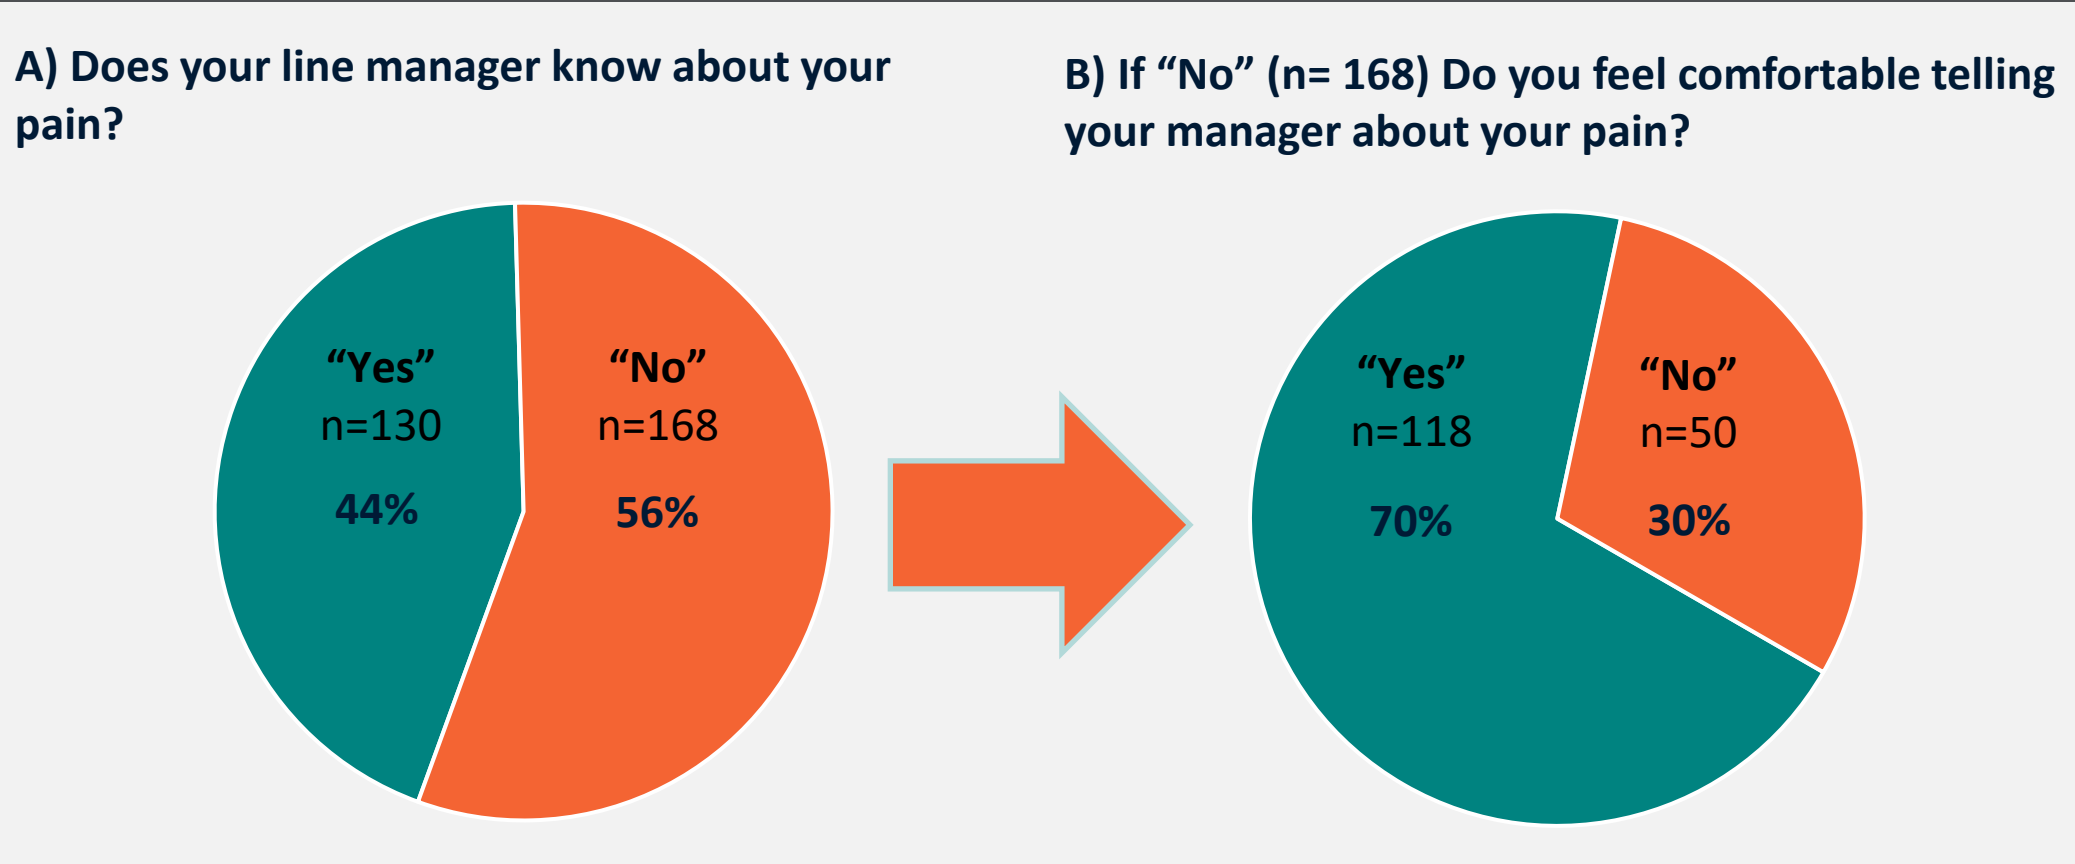 A) Does your line manager know about your
pain?
“Yes”
n=130
44%
“No”
n=168
56%
B) If “No” (n= 168) Do you feel comfortable telling
your manager about your pain?
“Yes”
n=118
70%
“No”
n=50
30%